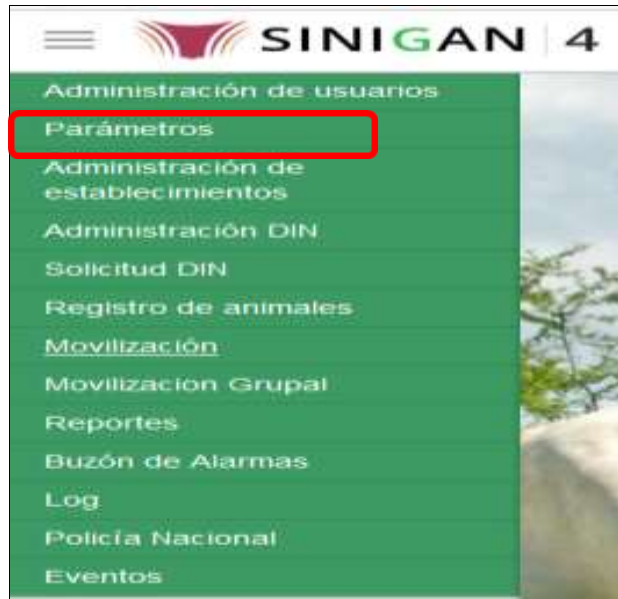 SINIGAN 4
Administración de usuarios
Parámetros
Administración de
establecimientos
Administración DIN
Solicitud DIN
Registro de animales
Movilización
Movilizacion Grupal
Reportes
Buzón de Alarmas
Log
Policía Nacional
Eventos